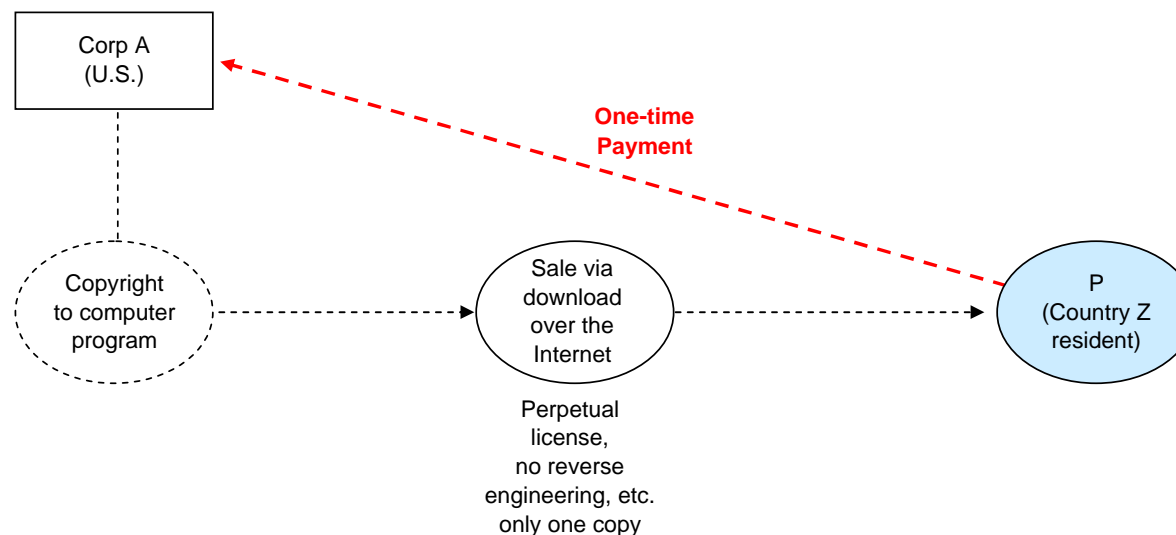 Corp A
(U.S.)
One-time
Payment
Copyright
to computer
program
Sale via
download
over the
Internet
P
(Country Z
resident)
Perpetual
license,
no reverse
engineering, etc.
only one copy